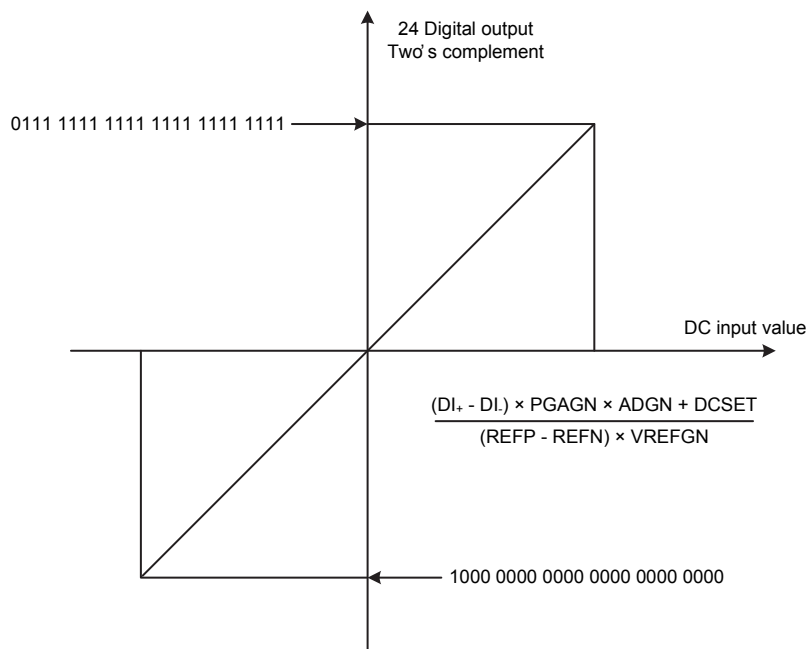 24 Digital output
Two's complement
0111 1111 1111 1111 1111 1111
DC input value
(DI+ - DI-) × PGAGN × ADGN + DCSET
(REFP - REFN) × VREFGN
1000 0000 0000 0000 0000 0000